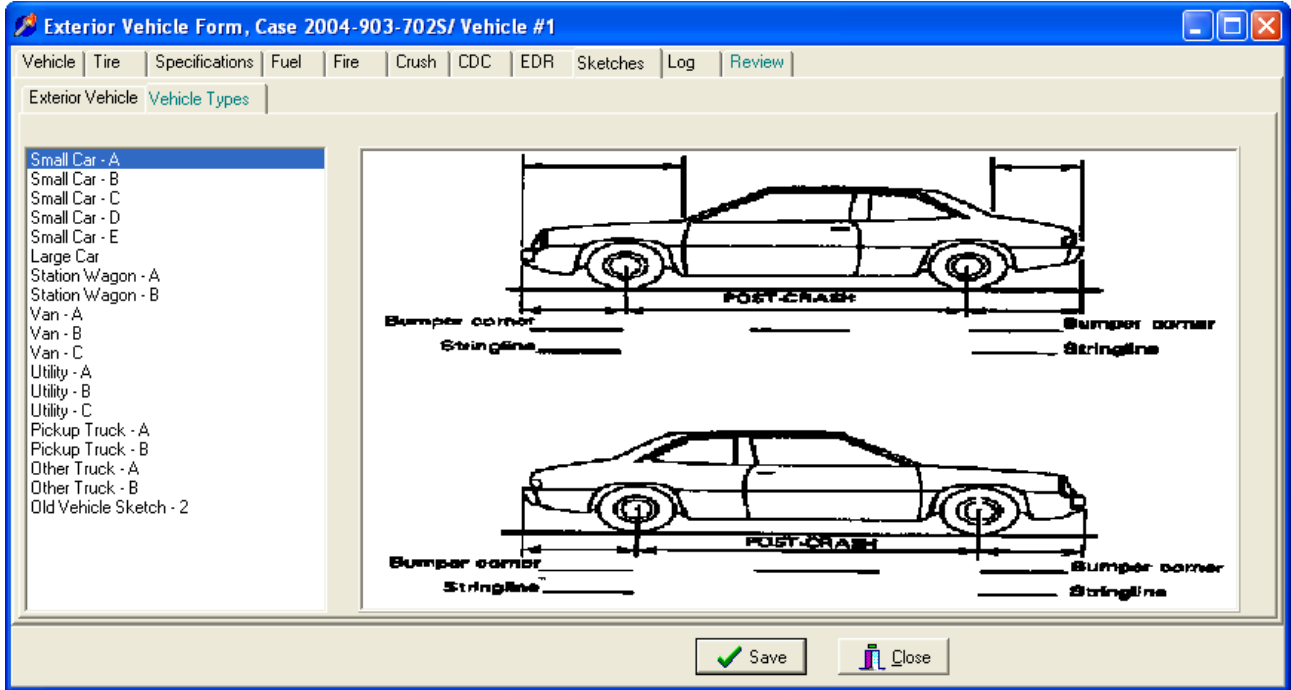 Exterior Vehicle Form, Case 2004-903-702S/ Vehicle #1
Vehicle Tire Specifications Fuel Fire Crush CDC EDR Sketches Log Review
Exterior Vehicle Vehicle Types
Small Car - A
Small Car - B
Small Car - C
Small Car - D
Small Car - E
Large Car
Station Wagon - A
Station Wagon - B
Van - A
Van - B
Van - C
Utility - A
Utility - B
Utility - C
Pickup Truck - A
Pickup Truck - B
Other Truck - A
Other Truck - B
Old Vehicle Sketch - 2
POST-CRASH
Bumper corner Bumper corner
Stringline Stringline
POST-CRASH
Bumper corner Bumper corner
Stringline Stringline
Save Close